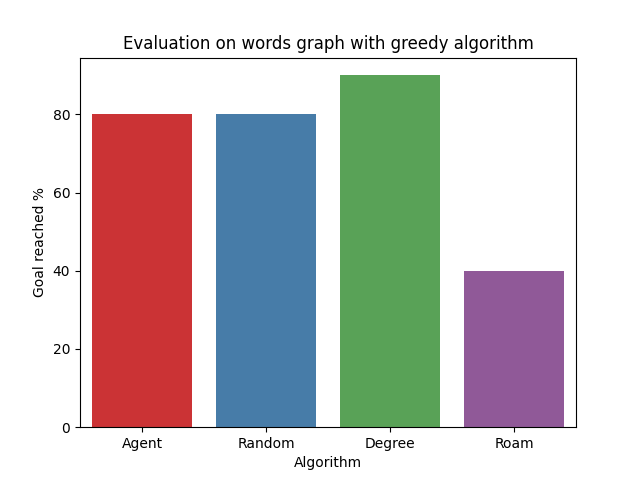 Evaluation on words graph with greedy algorithm
Goal reached %
80
60
40
20
0
Agent Random Degree Roam
Algorithm